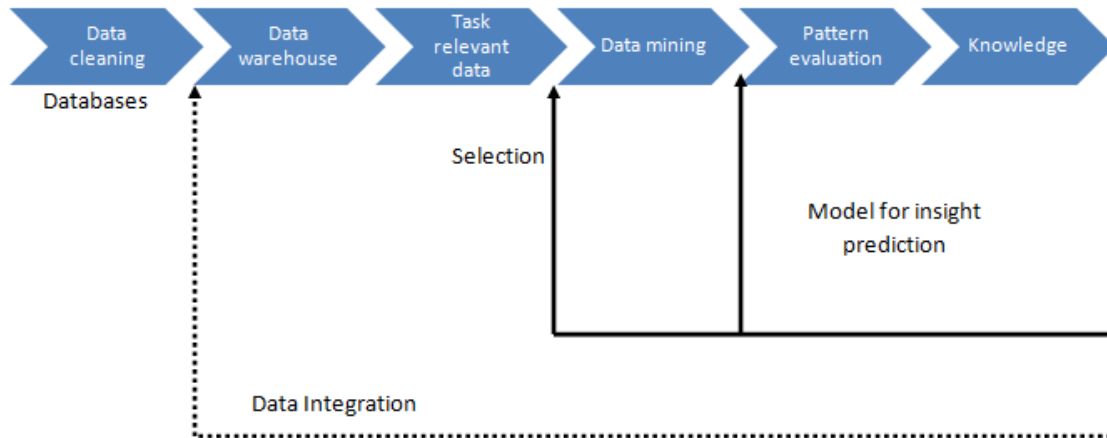 Data
cleaning
Data
warehouse
Task
relevant
data
Data mining
Pattern
evaluation
Knowledge
Databases
Selection
Model for insight
prediction
Data Integration